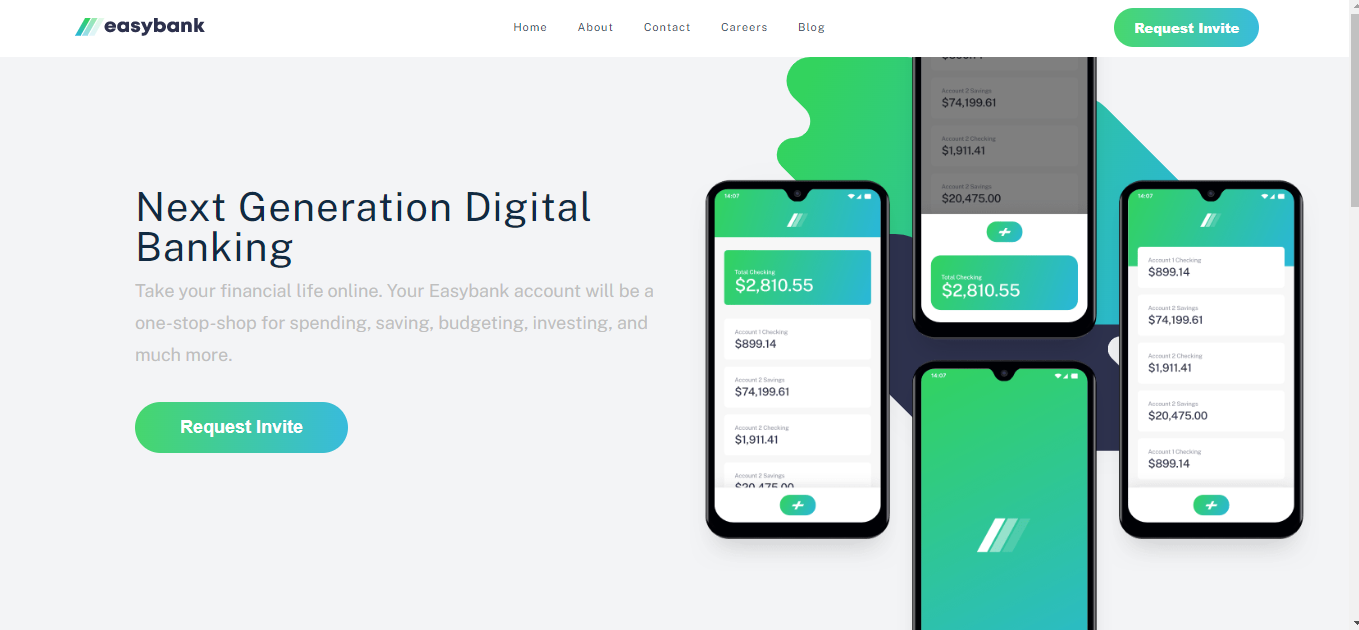 easybank
Home
About
Contact
Careers
Blog
Request Invite
Next Generation Digital
Banking
Take your financial life online. Your Easybank account will be a
one-stop-shop for spending, saving, budgeting, investing, and
much more.
Request Invite
14:07
Total Checking
$2,810.55
Account 1 Checking
$899.14
Account 2 Savings
$74,199.61
Account 2 Checking
$1,911.41
Account 2 Savings
$20,475.00
Account 2 Savings
$74,199.61
Account 2 Checking
$1,911.41
Account 2 Savings
$20,475.00
Total Checking
$2,810.55
14:07
14:07
Account 1 Checking
$899.14
Account 2 Savings
$74,199.61
Account 2 Checking
$1,911.41
Account 2 Savings
$20,475.00
Account 1 Checking
$899.14